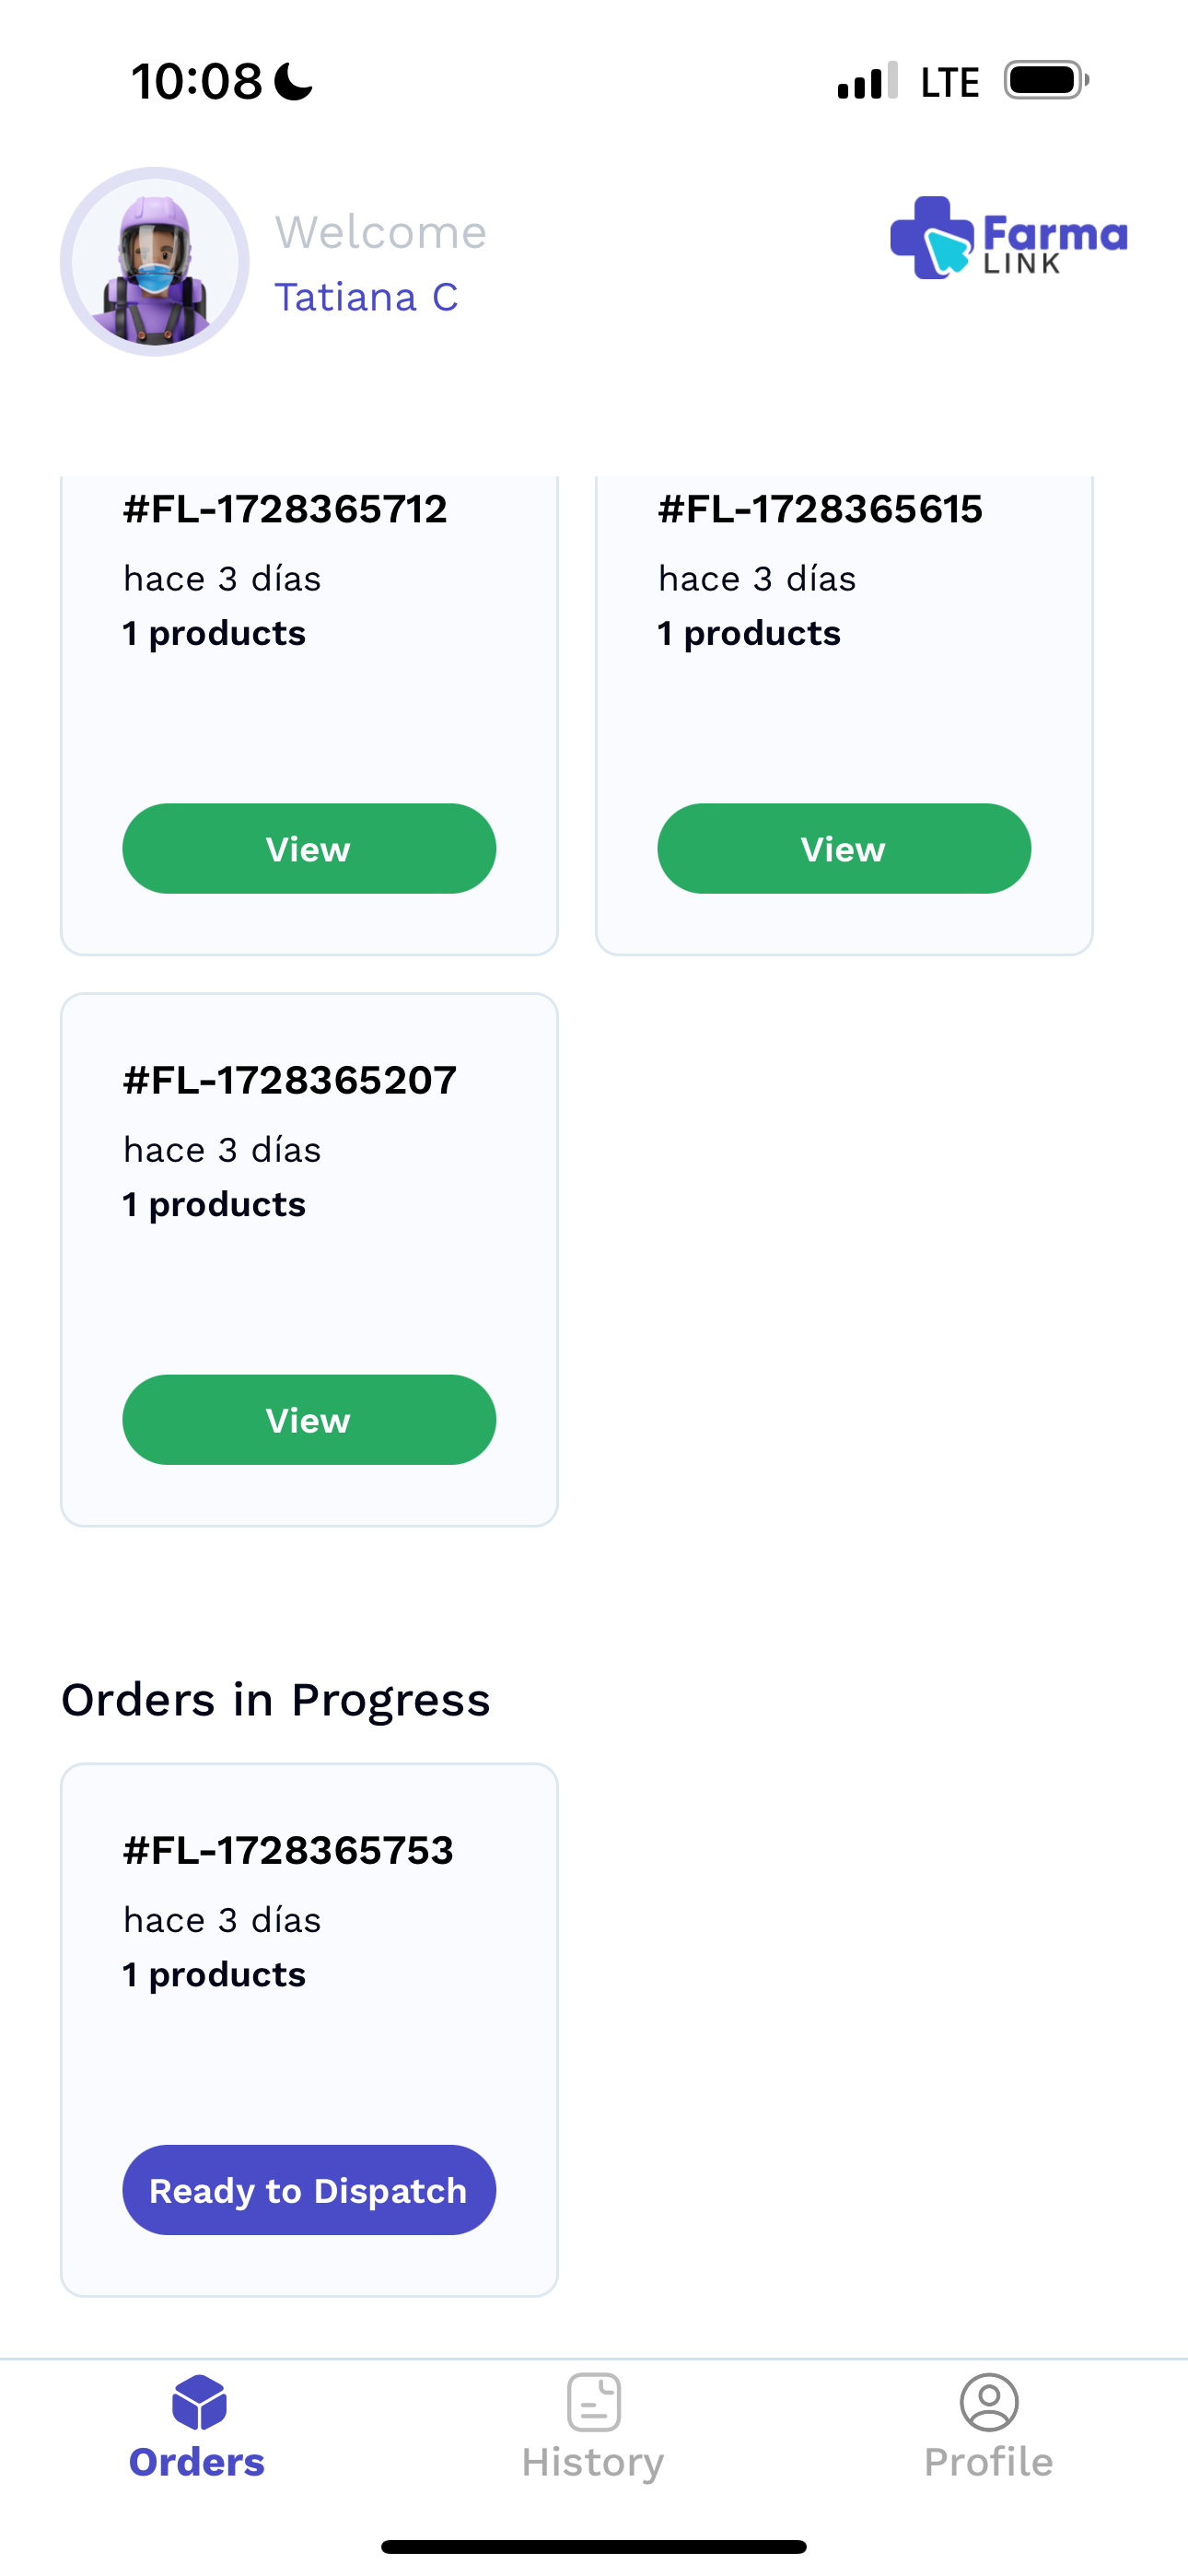 10:08 LTE
Welcome
Tatiana C
Farma
LINK
#FL-1728365712
hace 3 días
1 products
View
#FL-1728365615
hace 3 días
1 products
View
#FL-1728365207
hace 3 días
1 products
View
Orders in Progress
#FL-1728365753
hace 3 días
1 products
Ready to Dispatch
Orders
History
Profile